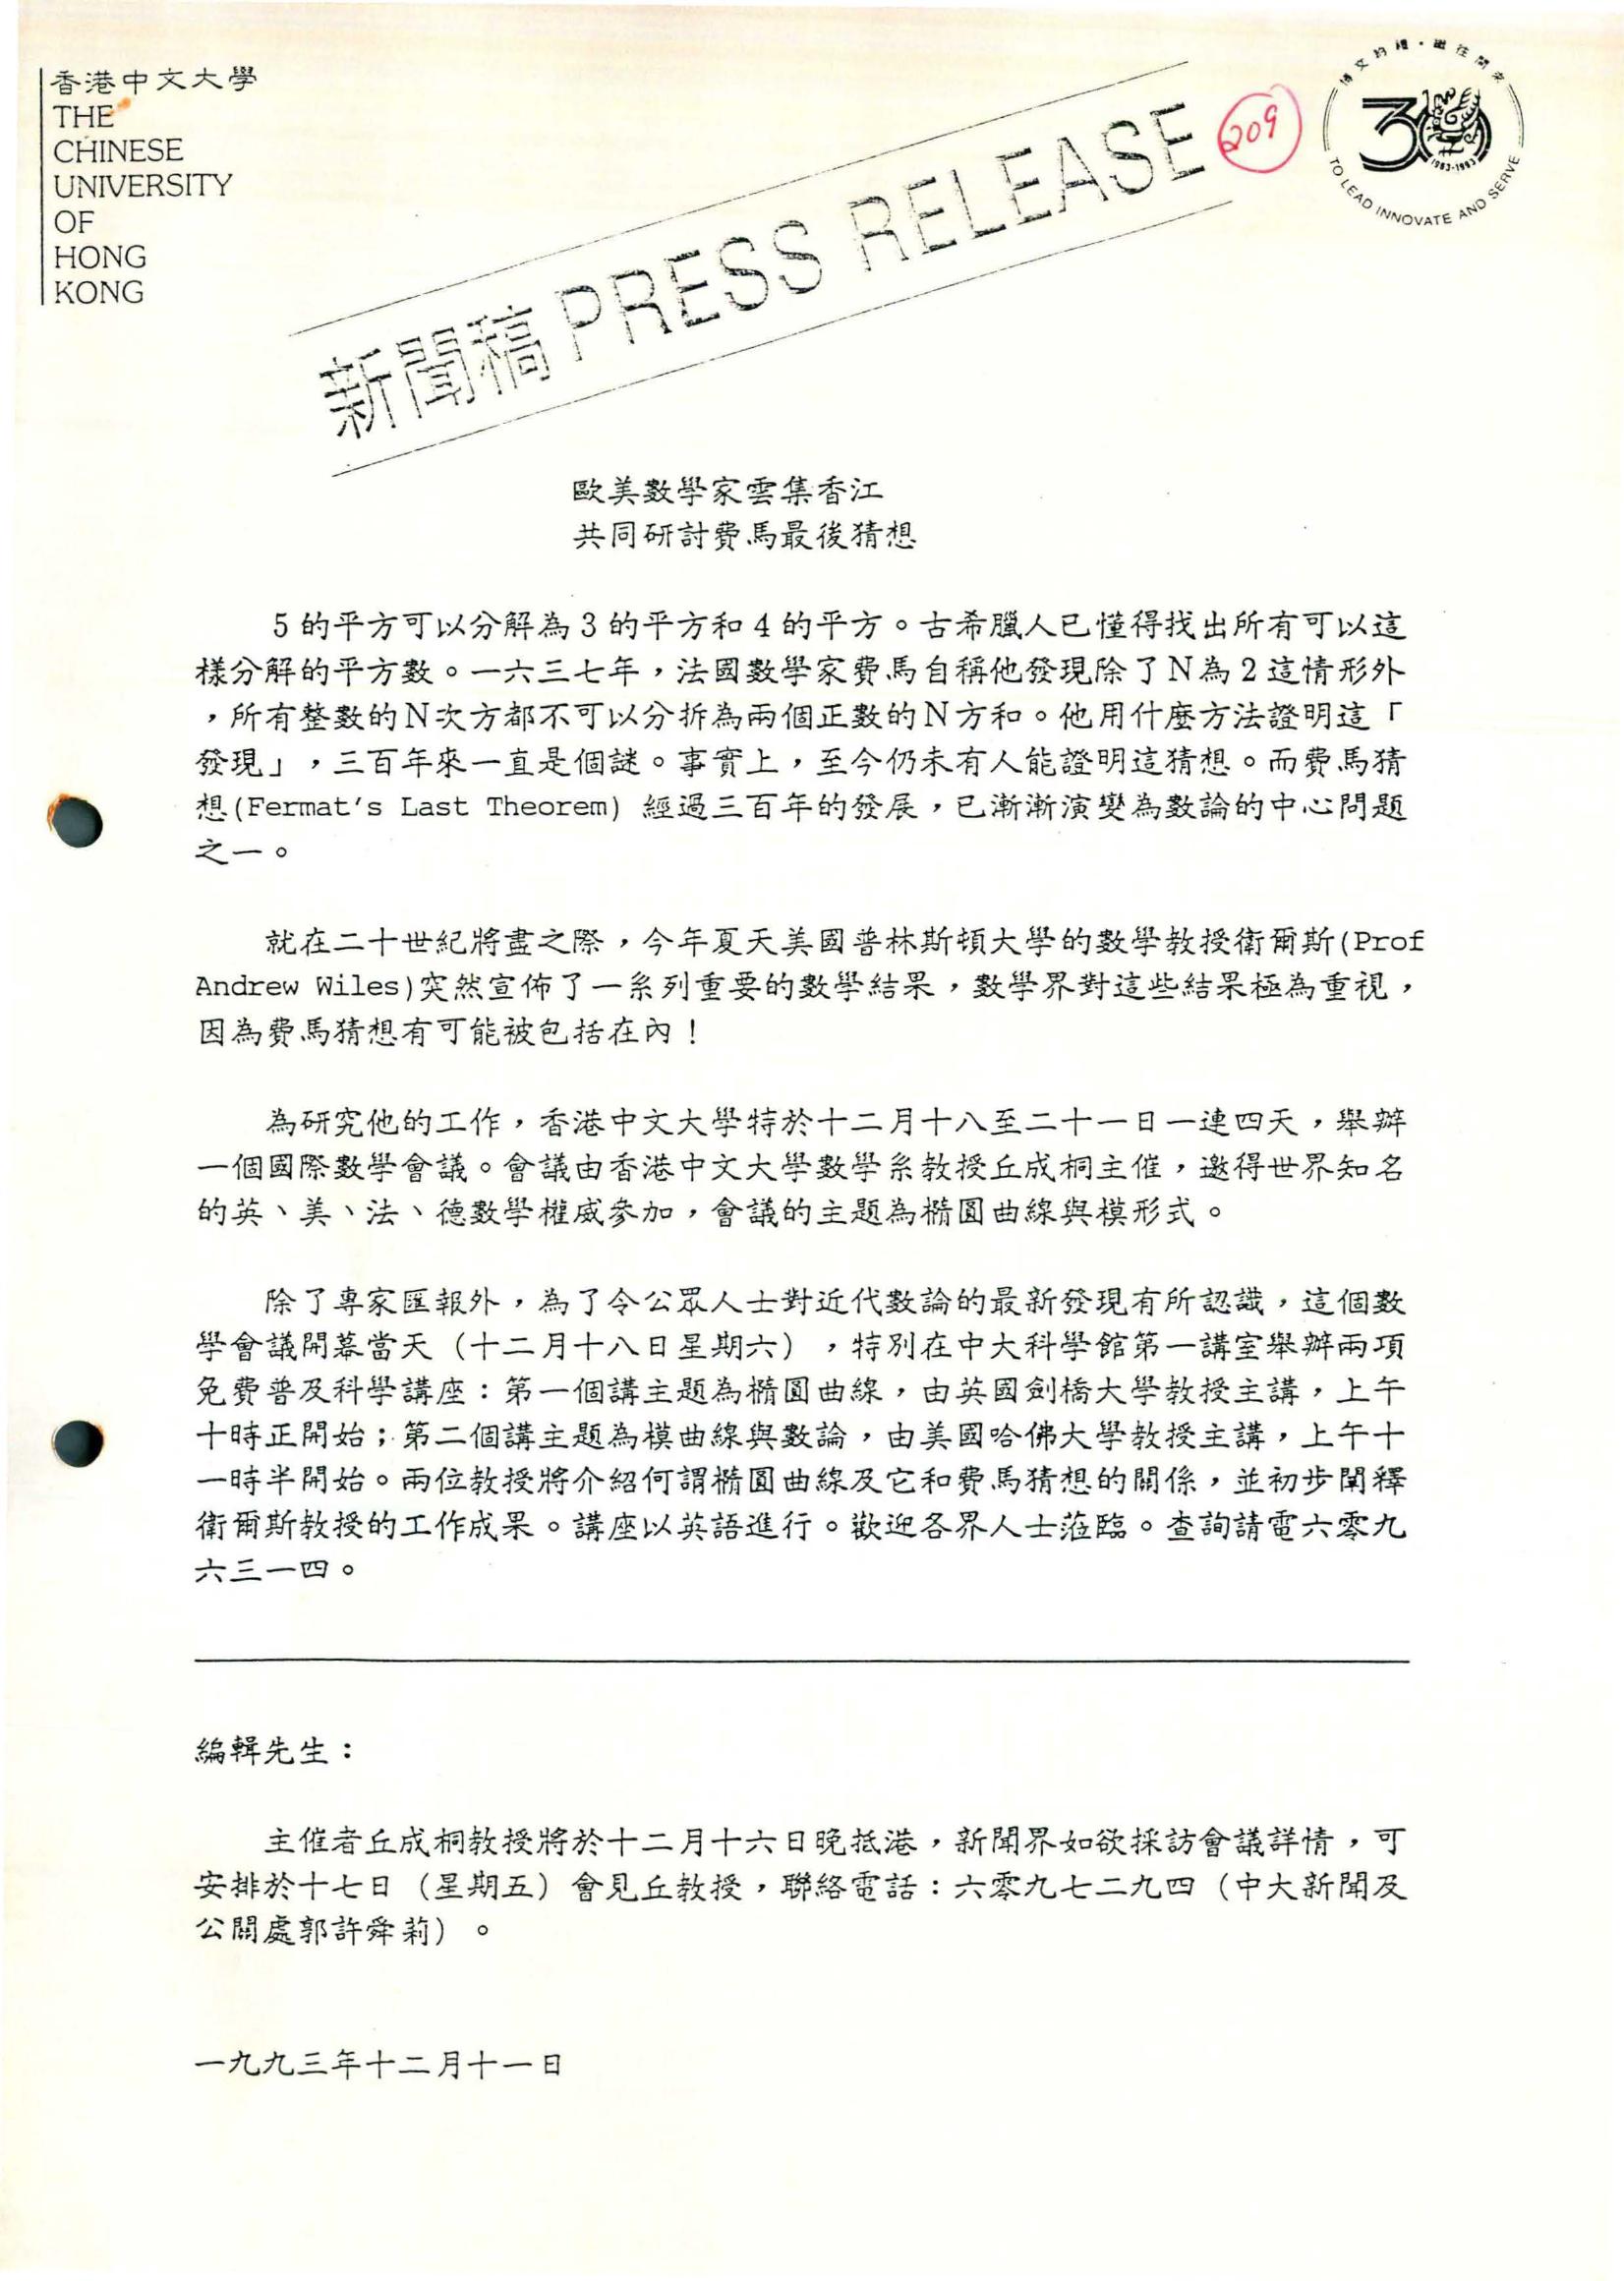 香港中文大學
THE
CHINESE
UNIVERSITY
OF
HONG
KONG
新聞稿 PRESS RELEASE
209
博文約禮·繼往開來
30
1963-1993
TO LEAD INNOVATE AND SERVE
歐美數學家雲集香江
共同研討費馬最後猜想
5的平方可以分解為3的平方和4的平方。古希臘人已懂得找出所有可以這
樣分解的平方數。一六三七年，法國數學家費馬自稱他發現除了N為2這情形外
，所有整數的N次方都不可以分拆為兩個正數的N方和。他用什麼方法證明這「
發現」，三百年來一直是個謎。事實上，至今仍未有人能證明這猜想。而費馬猜
想(Fermat's Last Theorem) 經過三百年的發展，已漸漸演變為數論的中心問題
之一。
就在二十世紀將盡之際，今年夏天美國普林斯頓大學的數學教授衛爾斯(Prof
Andrew Wiles)突然宣佈了一系列重要的數學結果，數學界對這些結果極為重視，
因為費馬猜想有可能被包括在內！
為研究他的工作，香港中文大學特於十二月十八至二十一日一連四天，舉辦
一個國際數學會議。會議由香港中文大學數學系教授丘成桐主催，邀得世界知名
的英、美、法、德數學權威參加，會議的主題為橢圓曲線與模形式。
除了專家匯報外，為了令公眾人士對近代數論的最新發現有所認識，這個數
學會議開幕當天（十二月十八日星期六），特別在中大科學館第一講室舉辦兩項
免費普及科學講座：第一個講主題為橢圓曲線，由英國劍橋大學教授主講，上午
十時正開始；第二個講主題為模曲線與數論，由美國哈佛大學教授主講，上午十
一時半開始。兩位教授將介紹何謂橢圓曲線及它和費馬猜想的關係，並初步闡釋
衛爾斯教授的工作成果。講座以英語進行。歡迎各界人士蒞臨。查詢請電六零九
六三一四。
編輯先生：
主催者丘成桐教授將於十二月十六日晚抵港，新聞界如欲採訪會議詳情，可
安排於十七日（星期五）會見丘教授，聯絡電話：六零九七二九四（中大新聞及
公關處郭許舜莉）。
一九九三年十二月十一日